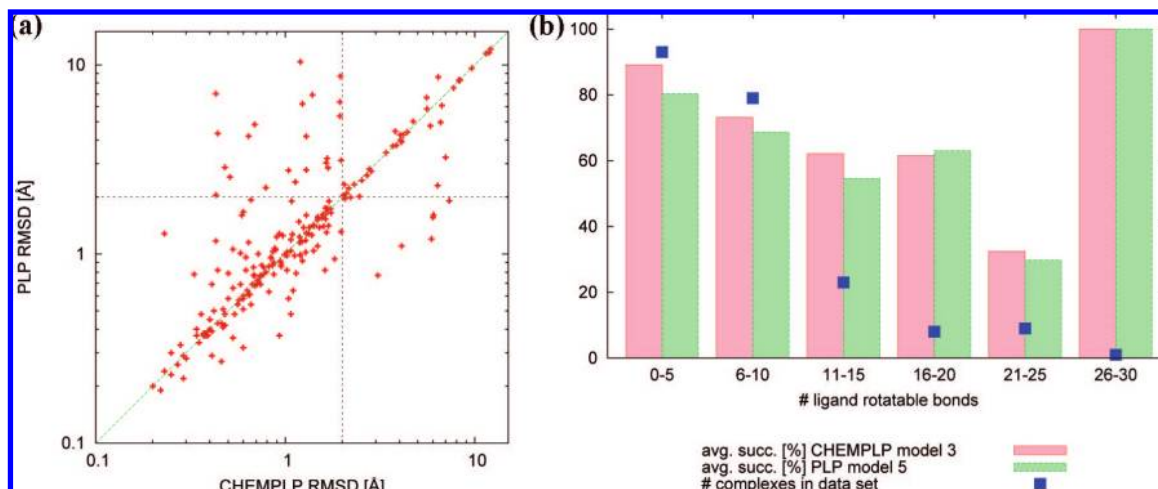 (a)
10
1
0.1
PLP RMSD [Å]
0.1 1 10
CHEMPLP RMSD [Å]
(b)
100
80
60
40
20
0
0-5 6-10 11-15 16-20 21-25 26-30
# ligand rotatable bonds
avg. succ. [%] CHEMPLP model 3
avg. succ. [%] PLP model 5
# complexes in data set